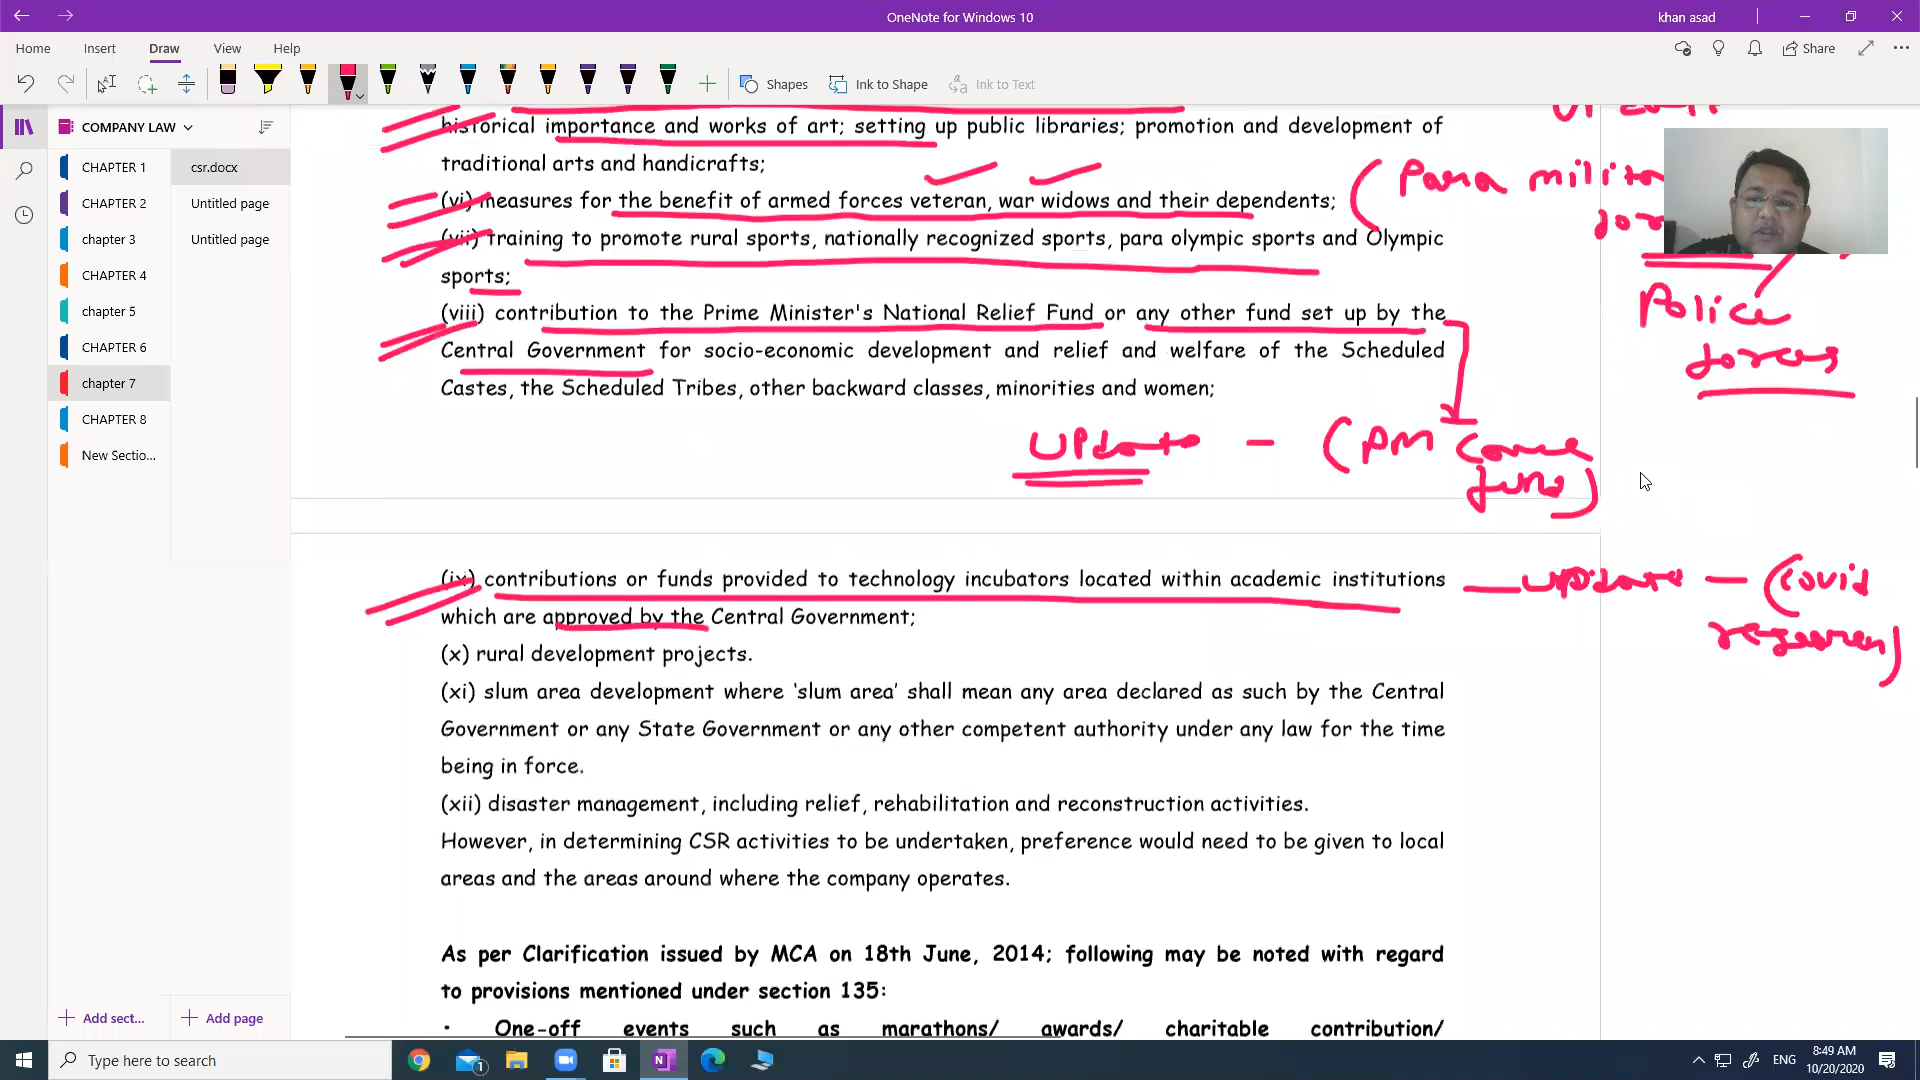 OneNote for Windows 10
khan asad
Home Insert Draw View Help
Share
Shapes
Ink to Shape
Ink to Text
COMPANY LAW
CHAPTER 1
CHAPTER 2
chapter 3
CHAPTER 4
chapter 5
CHAPTER 6
chapter 7
CHAPTER 8
New Sectio...
csr.docx
Untitled page
Untitled page
historical importance and works of art; setting up public libraries; promotion and development of
traditional arts and handicrafts;
(vi) measures for the benefit of armed forces veteran, war widows and their dependents;
(vii) training to promote rural sports, nationally recognized sports, para olympic sports and Olympic
sports;
(viii) contribution to the Prime Minister's National Relief Fund or any other fund set up by the
Central Government for socio-economic development and relief and welfare of the Scheduled
Castes, the Scheduled Tribes, other backward classes, minorities and women;
(Para
Police
forces
Update - (PM
fund)
(ix) contributions or funds provided to technology incubators located within academic institutions
which are approved by the Central Government;
Update - (Covid
(x) rural development projects.
(xi) slum area development where ‘slum area’ shall mean any area declared as such by the Central
Government or any State Government or any other competent authority under any law for the time
being in force.
(xii) disaster management, including relief, rehabilitation and reconstruction activities.
However, in determining CSR activities to be undertaken, preference would need to be given to local
areas and the areas around where the company operates.
As per Clarification issued by MCA on 18th June, 2014; following may be noted with regard
to provisions mentioned under section 135:
• One-off events such as marathons/ awards/ charitable contribution/
Add sect...
Add page
Type here to search
1
ENG
8:49 AM
10/20/2020